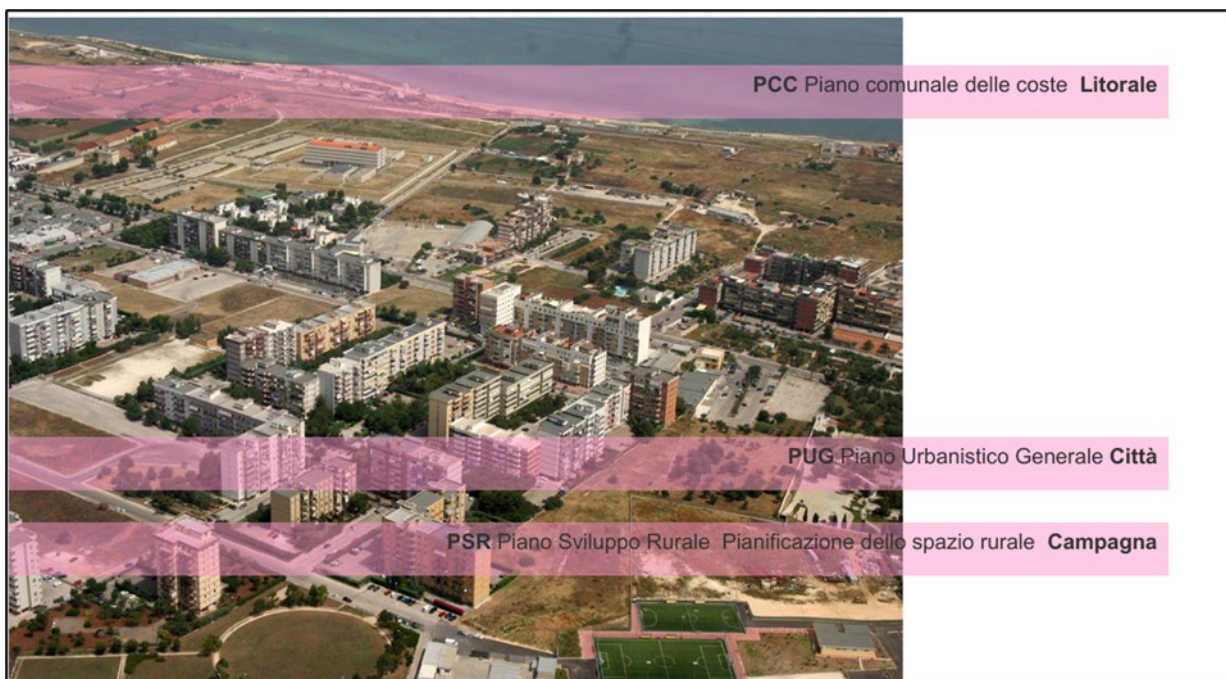 PCC Piano comunale delle coste Litorale
PUG Piano Urbanistico Generale Città
PSR Piano Sviluppo Rurale Pianificazione dello spazio rurale Campagna